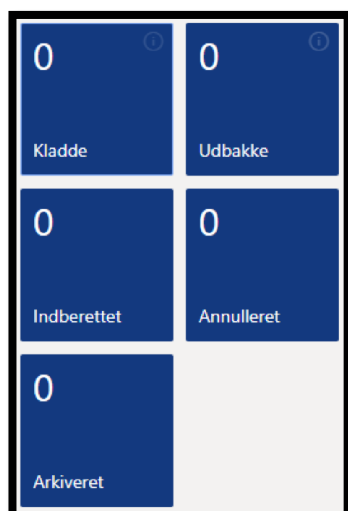 0
0
Kladde
Udbakke
0
0
Indberettet
Annulleret
0
Arkiveret